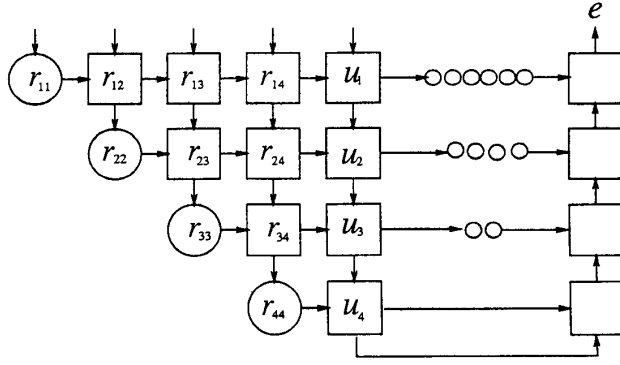 e
r₁₁ r₁₂ r₁₃ r₁₄ u₁
r₂₂ r₂₃ r₂₄ u₂
r₃₃ r₃₄ u₃
r₄₄ u₄